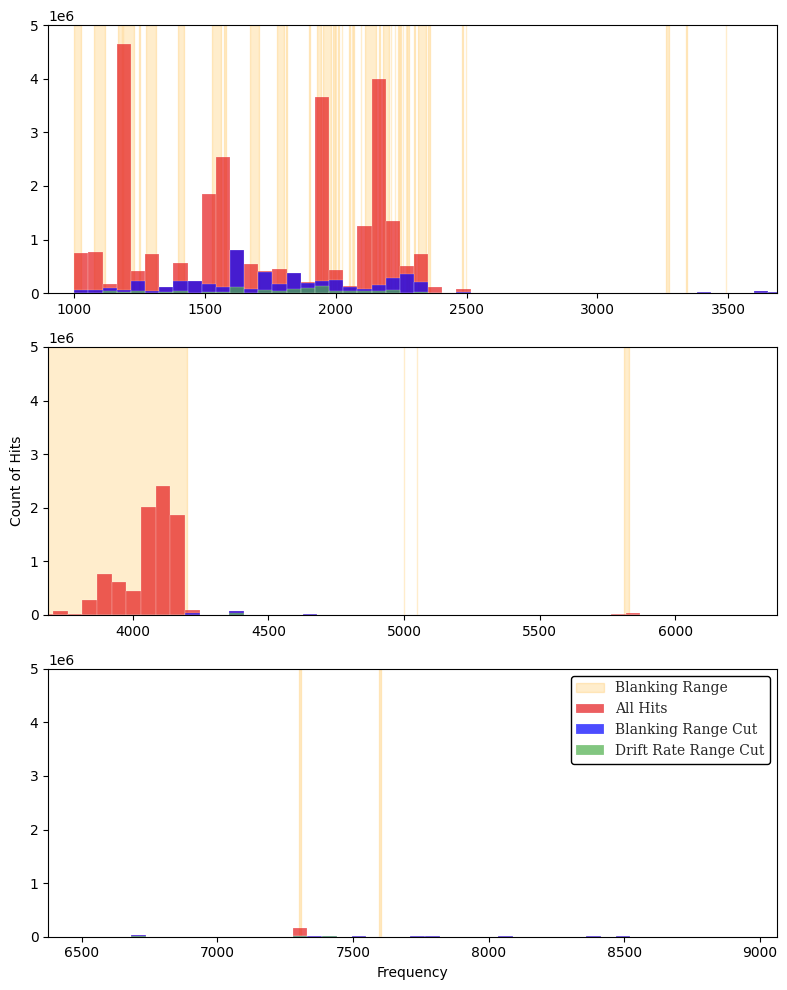 1e6
5
4
3
2
1
0
1000 1500 2000 2500 3000 3500
1e6
5
4
3
2
1
0
4000 4500 5000 5500 6000
Count of Hits
1e6
5
4
3
2
1
0
Blanking Range
All Hits
Blanking Range Cut
Drift Rate Range Cut
6500 7000 7500 8000 8500 9000
Frequency